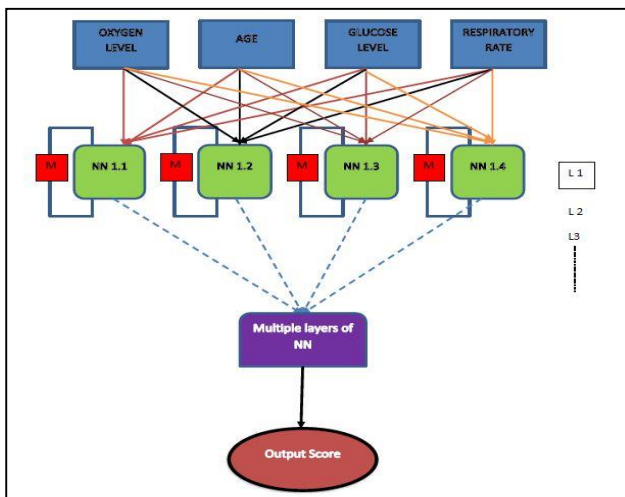 OXYGEN
LEVEL
AGE
GLUCOSE
LEVEL
RESPIRATORY
RATE
M
NN 1.1
M
NN 1.2
M
NN 1.3
M
NN 1.4
L 1
L 2
L3
Multiple layers of
NN
Output Score